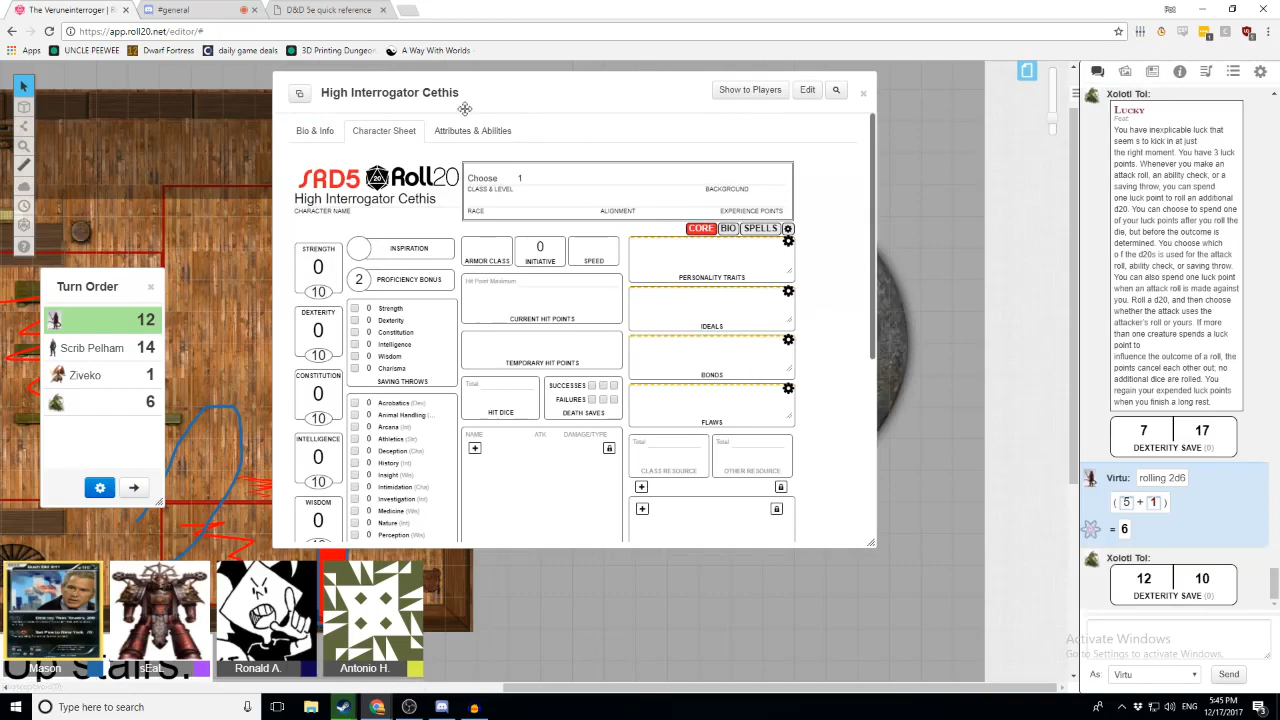 The Veruneinterroge | R
#general
D&D 5e quick reference
https://app.roll20.net/editor/#
Apps
UNCLE PEEWEE
Dwarf Fortress
daily game deals
3D Printing Dungeon
A Way With Worlds
High Interrogator Cethis
Show to Players
Edit
Bio & Info
Character Sheet
Attributes & Abilities
SRD5 Roll20
High Interrogator Cethis
CHARACTER NAME
Choose 1
CLASS & LEVEL
BACKGROUND
RACE
ALIGNMENT
EXPERIENCE POINTS
CORE
BIO
SPELLS
STRENGTH
0
10
DEXTERITY
0
10
CONSTITUTION
0
10
INTELLIGENCE
0
10
WISDOM
0
INSPIRATION
2 PROFICIENCY BONUS
0 Strength
0 Dexterity
0 Constitution
0 Intelligence
0 Wisdom
0 Charisma
SAVING THROWS
0 Acrobatics (Dex)
0 Animal Handling (...
0 Arcana (Int)
0 Athletics (Str)
0 Deception (Cha)
0 History (Int)
0 Insight (Wis)
0 Intimidation (Cha)
0 Investigation (Int)
0 Medicine (Wis)
0 Nature (Int)
0 Perception (Wis)
ARMOR CLASS
0
INITIATIVE
SPEED
Hit Point Maximum
CURRENT HIT POINTS
TEMPORARY HIT POINTS
Total
HIT DICE
SUCCESSES
FAILURES
DEATH SAVES
NAME
ATK
DAMAGE/TYPE
PERSONALITY TRAITS
IDEALS
BONDS
FLAWS
Total
CLASS RESOURCE
Total
OTHER RESOURCE
Turn Order
12
Scrib Pelham 14
Ziveko 1
6
Mason
sEaL
Ronald A.
Antonio H.
Up stairs.
Xolotl Tol:
LUCKY
Feat
You have inexplicable luck that
seem s to kick in at just
the right moment. You have 3 luck
points. Whenever you make an
attack roll, an ability check, or a
saving throw, you can spend
one luck point to roll an additional
d20. You can choose to spend
one of your luck points after you roll the
die, but before the outcome is
determined. You choose which
o f the d20s is used for the attack
roll, ability check, or saving throw.
You can also spend one luck point
when an attack roll is made against
you. Roll a d20, and then choose
whether the attack uses the
attacker's roll or yours. If more
than one creature spends a luck
point to
influence the outcome of a roll, the
points cancel each other out; no
additional dice are rolled. You
regain your expended luck points
when you finish a long rest.
7 17
DEXTERITY SAVE (0)
Virtu: rolling 2d6
5 + 1 )
= 6
Xolotl Tol:
12 10
DEXTERITY SAVE (0)
Activate Windows
Go to Settings to activate Windows.
As: Virtu
Send
Type here to search
5:45 PM
12/17/2017